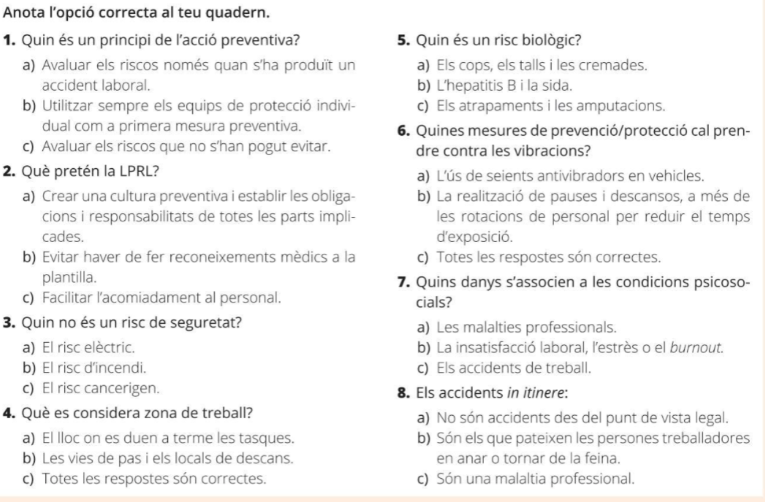 Anota l'opció correcta al teu quadern.
1. Quin és un principi de l'acció preventiva?
a) Avaluar els riscos només quan s'ha produït un
accident laboral.
b) Utilitzar sempre els equips de protecció indivi-
dual com a primera mesura preventiva.
c) Avaluar els riscos que no s'han pogut evitar.
2. Què pretén la LPRL?
a) Crear una cultura preventiva i establir les obliga-
cions i responsabilitats de totes les parts impli-
cades.
b) Evitar haver de fer reconeixements mèdics a la
plantilla.
c) Facilitar l'acomiadament al personal.
3. Quin no és un risc de seguretat?
a) El risc elèctric.
b) El risc d'incendi.
c) El risc cancerigen.
4. Què es considera zona de treball?
a) El lloc on es duen a terme les tasques.
b) Les vies de pas i els locals de descans.
c) Totes les respostes són correctes.
5. Quin és un risc biològic?
a) Els cops, els talls i les cremades.
b) L'hepatitis B i la sida.
c) Els atrapaments i les amputacions.
6. Quines mesures de prevenció/protecció cal pren-
dre contra les vibracions?
a) L'ús de seients antivibradors en vehicles.
b) La realització de pauses i descansos, a més de
les rotacions de personal per reduir el temps
d'exposició.
c) Totes les respostes són correctes.
7. Quins danys s'associen a les condicions psicoso-
cials?
a) Les malalties professionals.
b) La insatisfacció laboral, l'estrès o el burnout.
c) Els accidents de treball.
8. Els accidents in itinere:
a) No són accidents des del punt de vista legal.
b) Són els que pateixen les persones treballadores
en anar o tornar de la feina.
c) Són una malaltia professional.